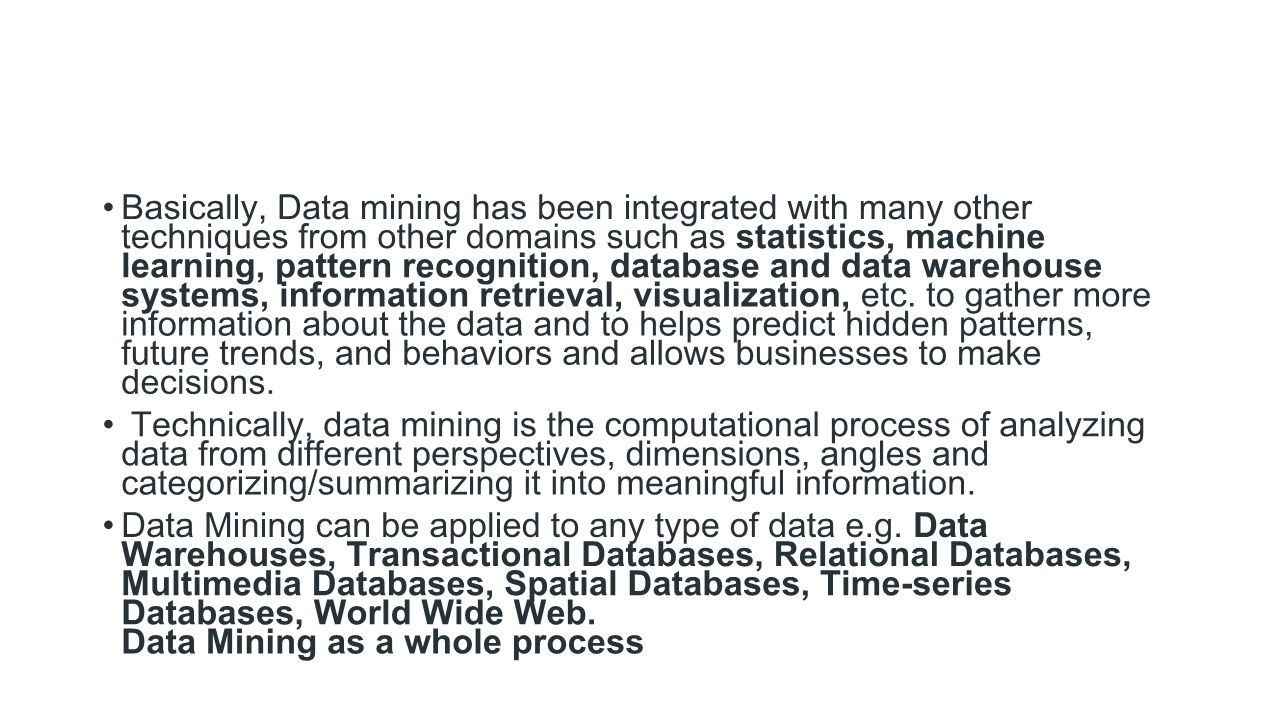 • Basically, Data mining has been integrated with many other
techniques from other domains such as statistics, machine
learning, pattern recognition, database and data warehouse
systems, information retrieval, visualization, etc. to gather more
information about the data and to helps predict hidden patterns,
future trends, and behaviors and allows businesses to make
decisions.
• Technically, data mining is the computational process of analyzing
data from different perspectives, dimensions, angles and
categorizing/summarizing it into meaningful information.
• Data Mining can be applied to any type of data e.g. Data
Warehouses, Transactional Databases, Relational Databases,
Multimedia Databases, Spatial Databases, Time-series
Databases, World Wide Web.
Data Mining as a whole process